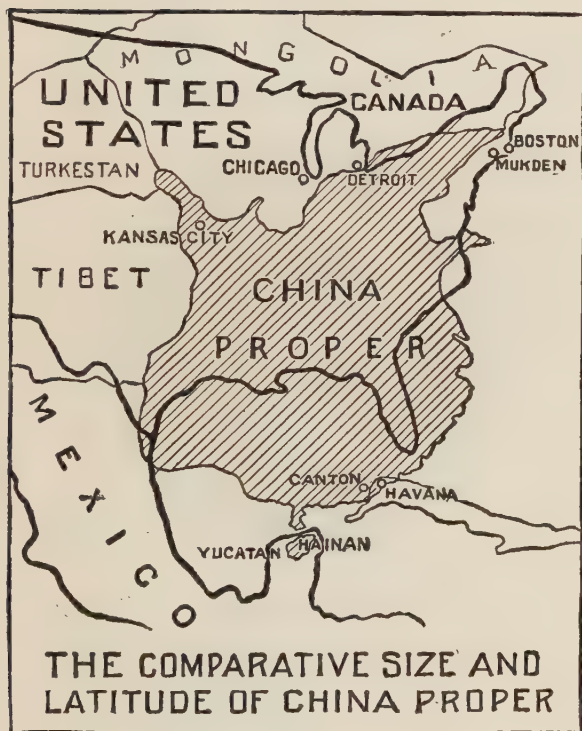 MONGOLIA
UNITED
STATES
CANADA
TURKESTAN
CHICAGO
DETROIT
BOSTON
MUKDEN
KANSAS CITY
TIBET
CHINA
PROPER
MEXICO
CANTON
HAVANA
YUCATAN
HAINAN
THE COMPARATIVE SIZE AND
LATITUDE OF CHINA PROPER